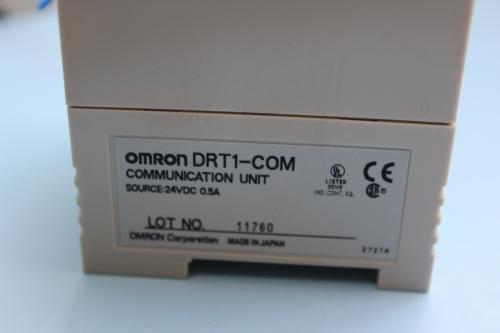 OMRON DRT1-COM
COMMUNICATION UNIT
SOURCE:24VDC 0.5A
UL
LISTED
IND.CONT.EQ.
CE
LOT NO. 11760
OMRON Corporation MADE IN JAPAN
2727A